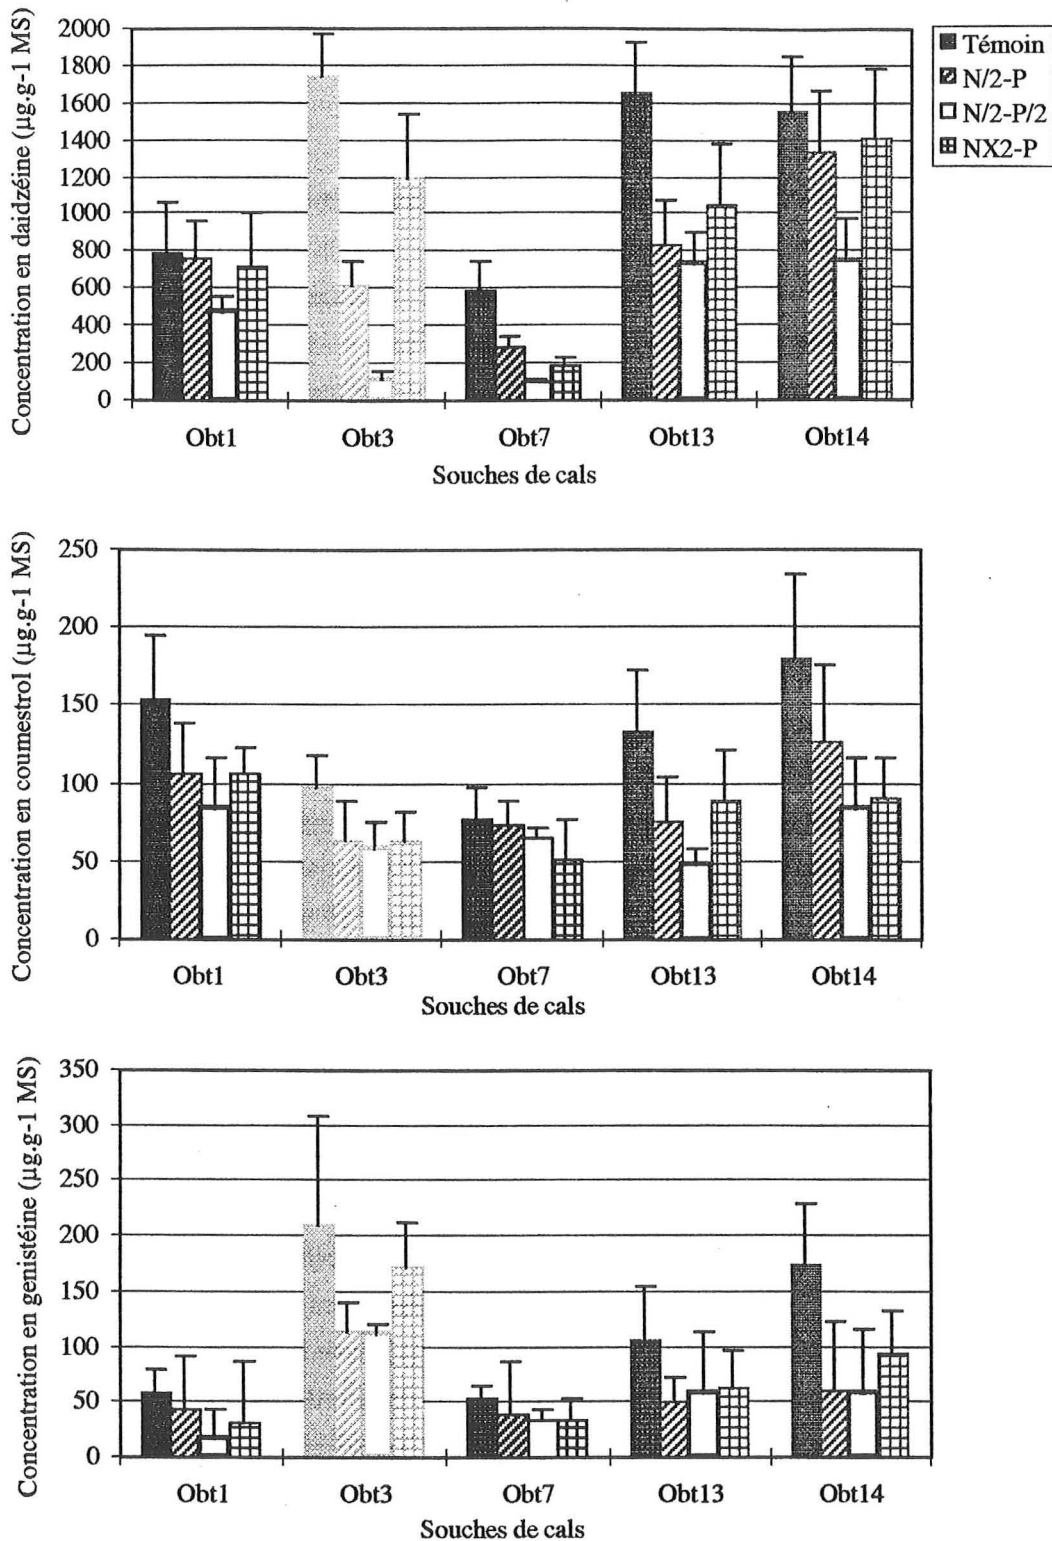 Concentration en daidzéine (µg.g-1 MS)
2000
1800
1600
1400
1200
1000
800
600
400
200
0
Obt1 Obt3 Obt7 Obt13 Obt14
Souches de cals
Témoin
N/2-P
N/2-P/2
NX2-P
Concentration en coumestrol (µg.g-1 MS)
250
200
150
100
50
0
Obt1 Obt3 Obt7 Obt13 Obt14
Souches de cals
Concentration en genistéine (µg.g-1 MS)
350
300
250
200
150
100
50
0
Obt1 Obt3 Obt7 Obt13 Obt14
Souches de cals